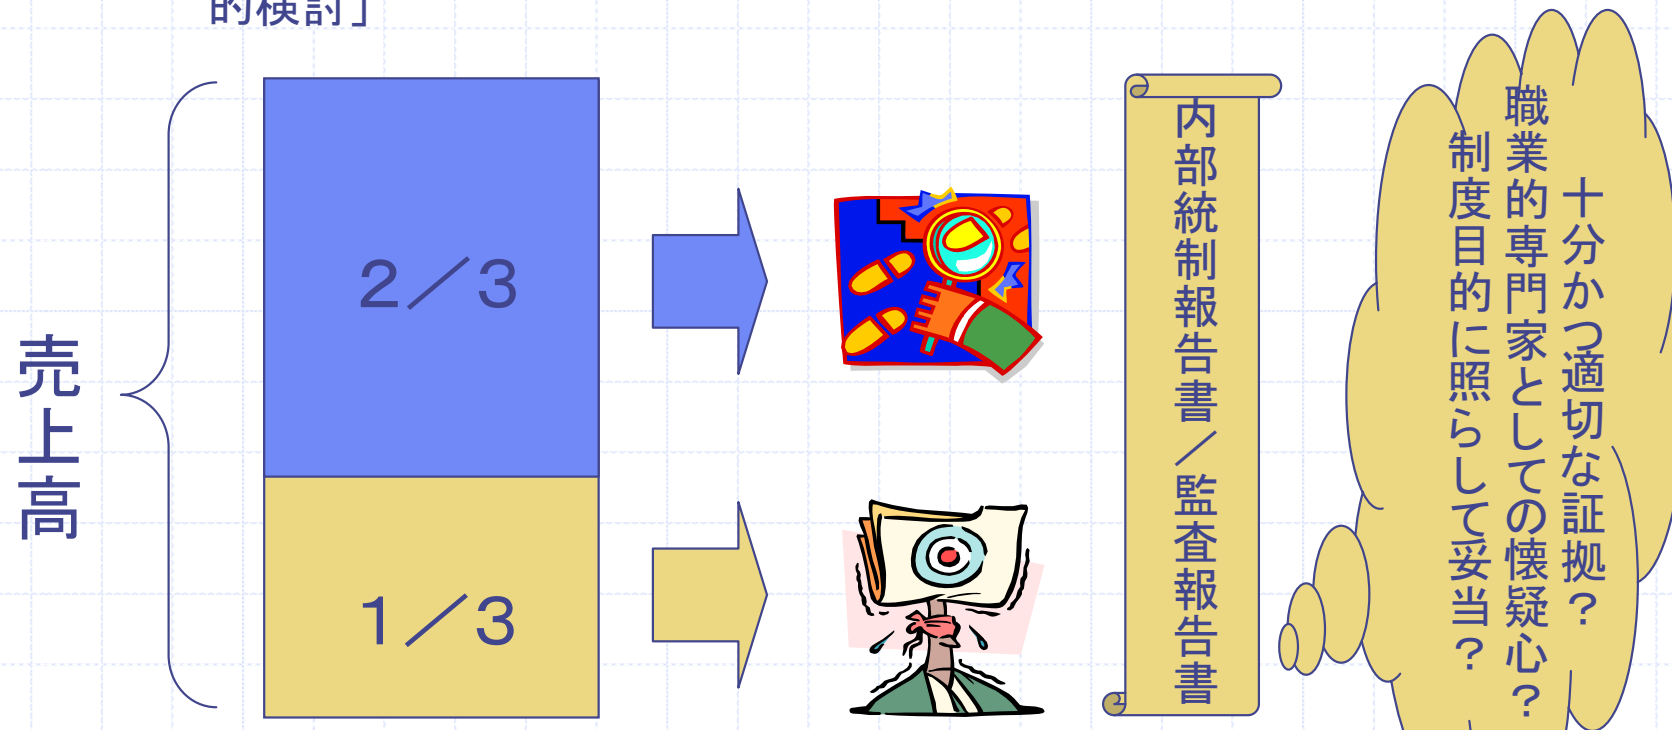 的検討」
売上高
2／3
1／3
内部統制報告書／監査報告書
十分かつ適切な証拠？
職業的専門家としての懐疑心？
制度目的に照らして妥当？